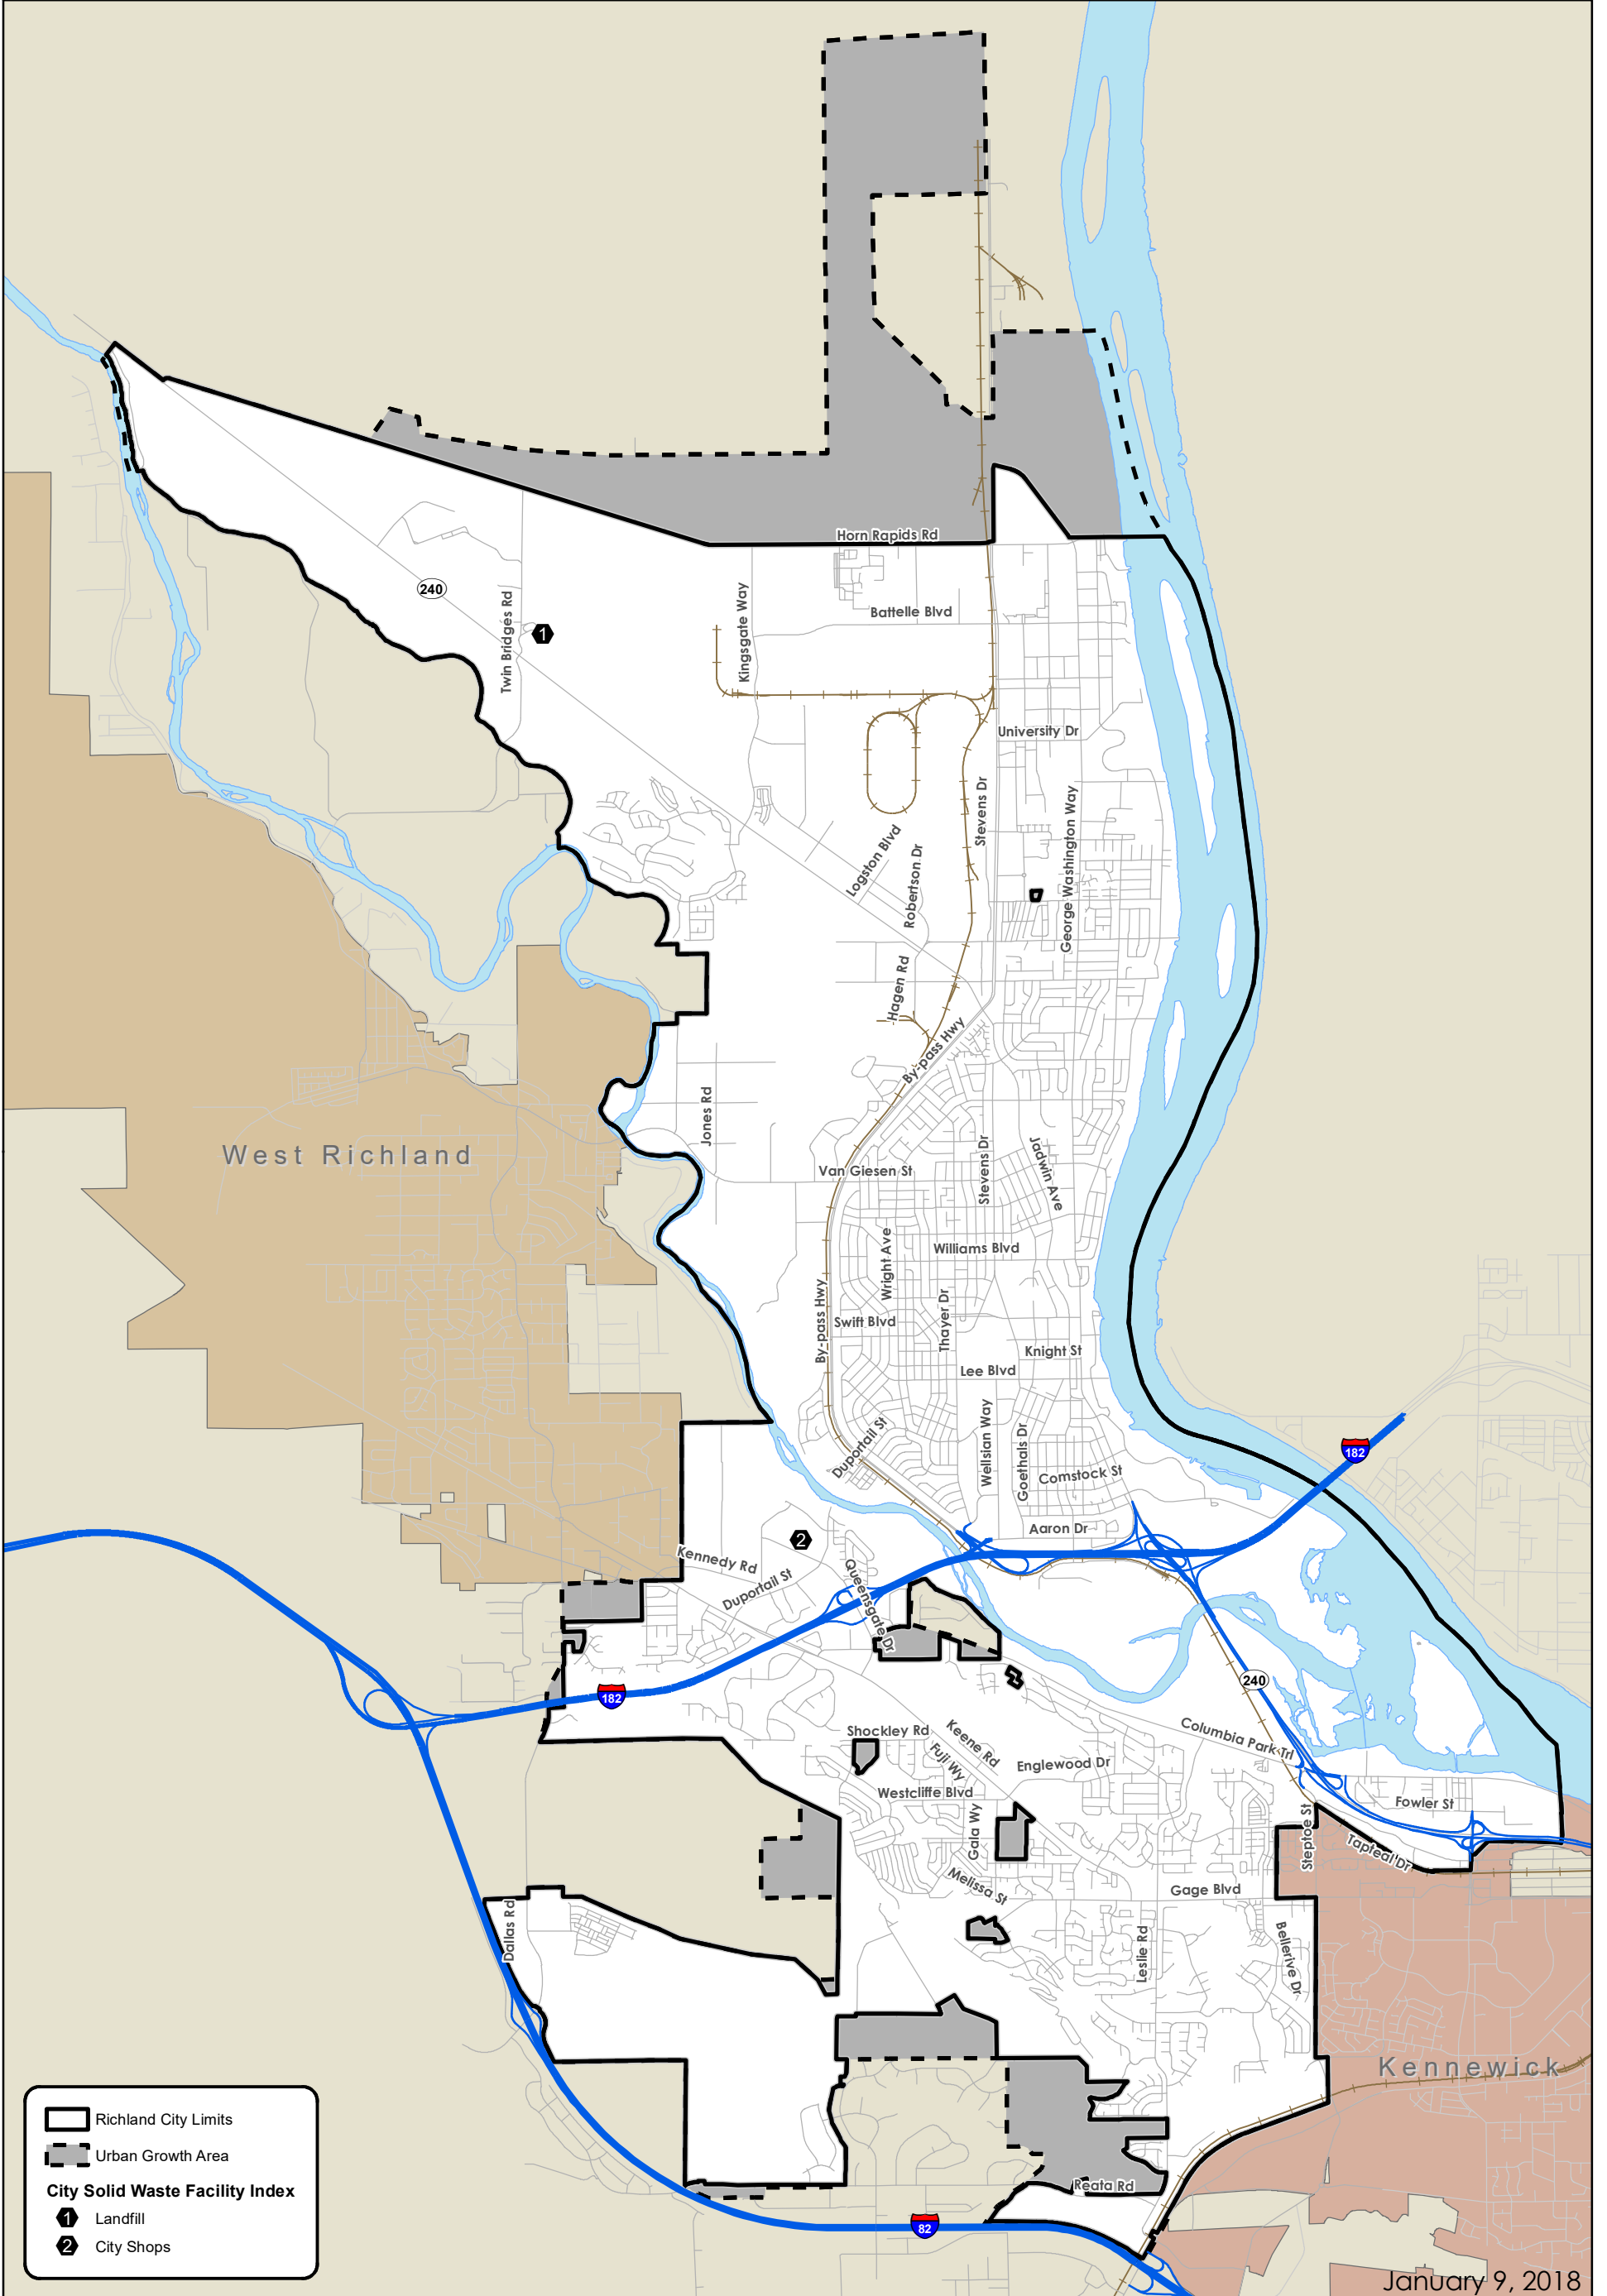 Horn Rapids Rd
240
Twin Bridges Rd
1
Kingsgate Way
Battelle Blvd
University Dr
Stevens Dr
George Washington Way
Logston Blvd
Robertson Dr
Hagen Rd
By-pass Hwy
Jones Rd
West Richland
Van Giesen St
Stevens Dr
Jadwin Ave
Wright Ave
Williams Blvd
By-pass Hwy
Swift Blvd
Thayer Dr
Knight St
Lee Blvd
Duportail St
Wellsian Way
Goethals Dr
Comstock St
182
Aaron Dr
2
Kennedy Rd
Duportail St
Queensgate Dr
182
240
Shockley Rd
Keene Rd
Fuji Wy
Columbia Park Trl
Englewood Dr
Westcliffe Blvd
Gala Wy
Fowler St
Steptoe St
Tapteal Dr
Melissa St
Gage Blvd
Dallas Rd
Leslie Rd
Bellerive Dr
Kennewick
Reata Rd
82
Richland City Limits
Urban Growth Area
City Solid Waste Facility Index
1 Landfill
2 City Shops
January 9, 2018